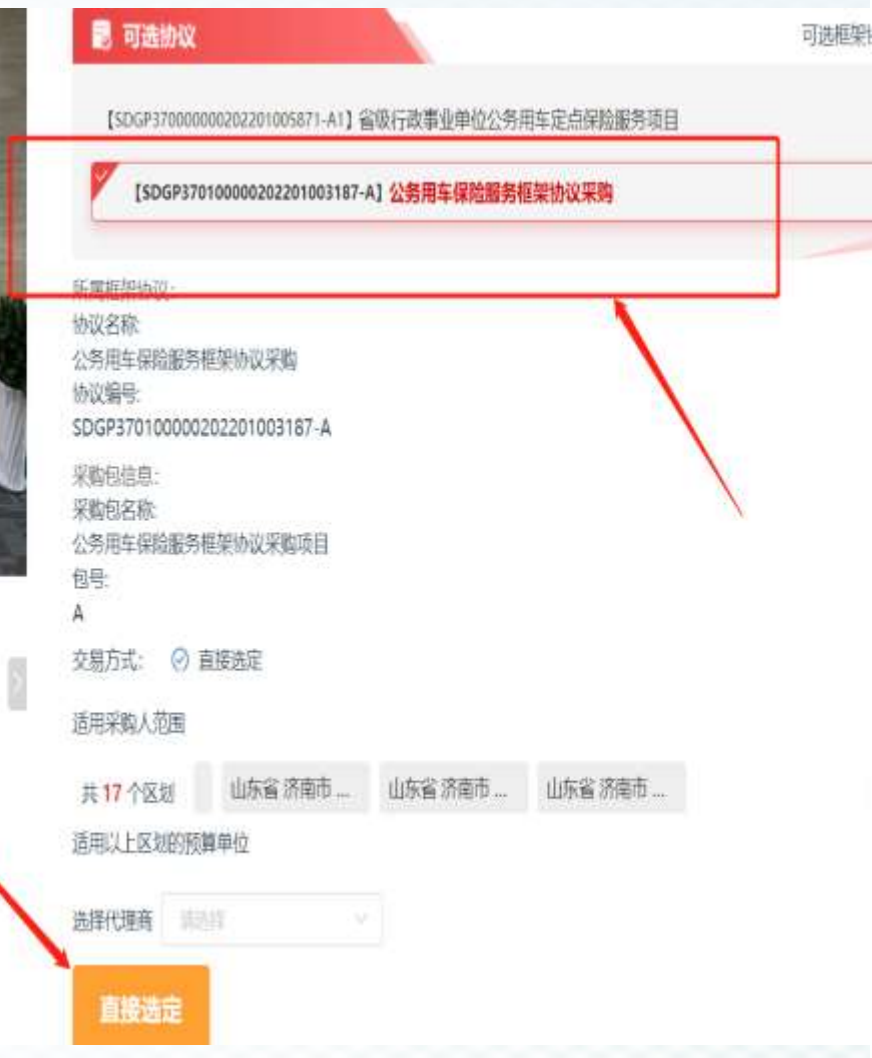 可选协议
可选框架
【SDGP370000000202201005871-A1】省级行政事业单位公务用车定点保险服务项目
【SDGP370100000202201003187-A】公务用车保险服务框架协议采购
所属框架协议:
协议名称:
公务用车保险服务框架协议采购
协议编号:
SDGP370100000202201003187-A
采购包信息:
采购包名称:
公务用车保险服务框架协议采购项目
包号:
A
交易方式: 直接选定
适用采购人范围
共 17 个区划 山东省 济南市 ... 山东省 济南市 ... 山东省 济南市 ...
适用以上区划的预算单位
选择代理商 请选择
直接选定